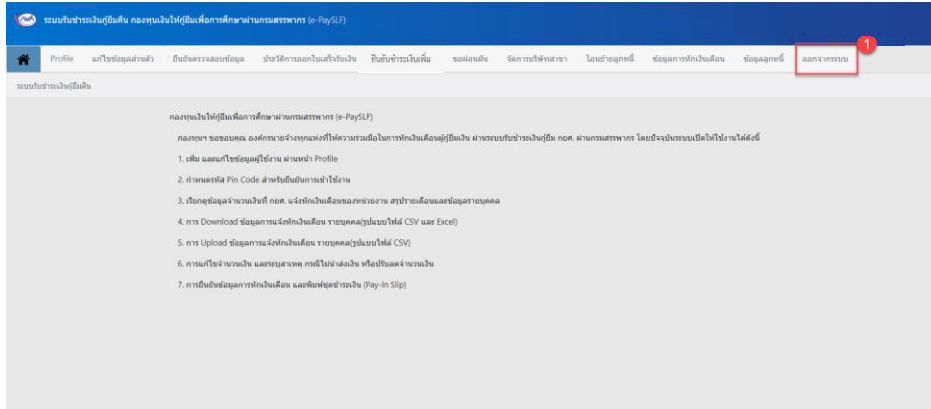 ระบบรับชำระเงินกู้ยืมคืน กองทุนเงินให้กู้ยืมเพื่อการศึกษาผ่านกรมสรรพากร (e-PaySLF)
1
Profile แก้ไขข้อมูลส่วนตัว ยืนยันตรวจสอบข้อมูล ประวัติการออกใบเสร็จรับเงิน ยืนยันชำระเงินเพิ่ม ขอผ่อนผัน จัดการบริษัทสาขา โอนย้ายลูกหนี้ ข้อมูลการหักเงินเดือน ข้อมูลลูกหนี้ ออกจากระบบ
ระบบรับชำระเงินกู้ยืมคืน
กองทุนเงินให้กู้ยืมเพื่อการศึกษาผ่านกรมสรรพากร (e-PaySLF)
กองทุนฯ ขอขอบคุณ องค์กรนายจ้างทุกแห่งที่ให้ความร่วมมือในการหักเงินเดือนผู้กู้ยืมเงิน ผ่านระบบรับชำระเงินกู้ยืม กยศ. ผ่านกรมสรรพากร โดยปัจจุบันระบบเปิดให้ใช้งานได้ดังนี้
1. เพิ่ม และแก้ไขข้อมูลผู้ใช้งาน ผ่านหน้า Profile
2. กำหนดรหัส Pin Code สำหรับยืนยันการเข้าใช้งาน
3. เรียกดูข้อมูลจำนวนเงินที่ กยศ. แจ้งหักเงินเดือนของหน่วยงาน สรุปรายเดือนและข้อมูลรายบุคคล
4. การ Download ข้อมูลการแจ้งหักเงินเดือน รายบุคคล(รูปแบบไฟล์ CSV และ Excel)
5. การ Upload ข้อมูลการแจ้งหักเงินเดือน รายบุคคล(รูปแบบไฟล์ CSV)
6. การแก้ไขจำนวนเงิน และระบุสาเหตุ กรณีไม่นำส่งเงิน หรือปรับลดจำนวนเงิน
7. การยืนยันข้อมูลการหักเงินเดือน และพิมพ์ชุดชำระเงิน (Pay-In Slip)